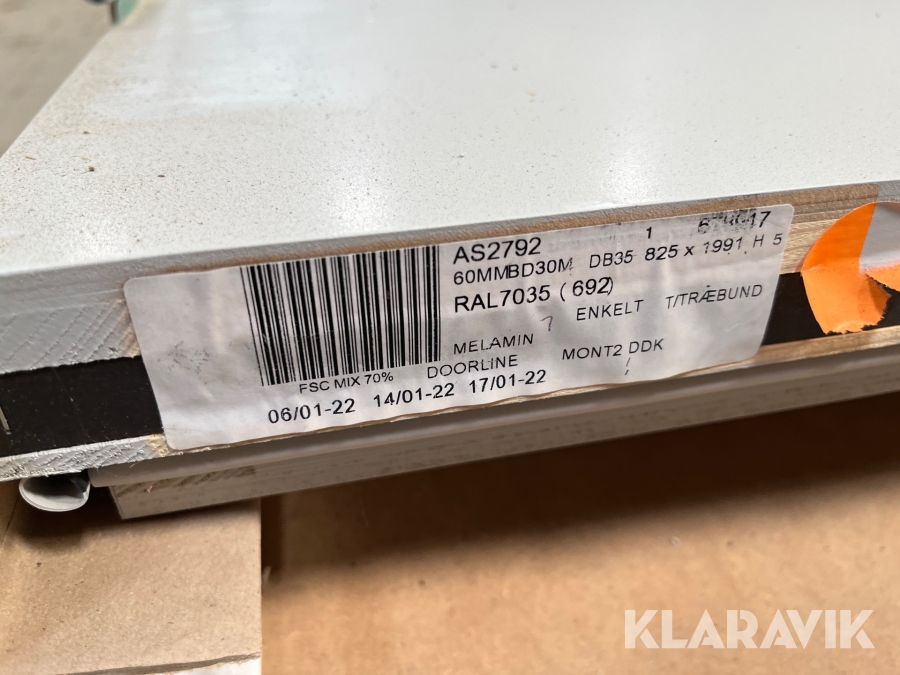 AS2792 1
60MMBD30M DB35 825 x 1991 H 5
RAL7035 (692)
ENKELT T/TRÆBUND
MELAMIN
DOORLINE MONT2 DDK
FSC MIX 70%
06/01-22 14/01-22 17/01-22
KLARAVIK